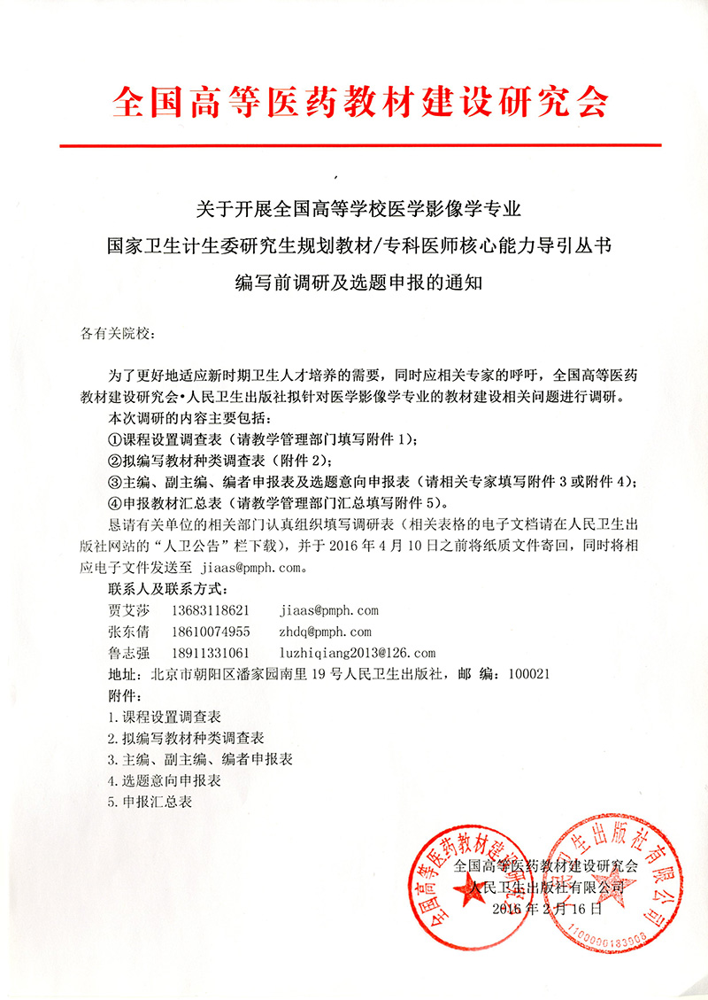 全国高等医药教材建设研究会
关于开展全国高等学校医学影像学专业
国家卫生计生委研究生规划教材/专科医师核心能力导引丛书
编写前调研及选题申报的通知
各有关院校：
为了更好地适应新时期卫生人才培养的需要，同时应相关专家的呼吁，全国高等医药
教材建设研究会•人民卫生出版社拟针对医学影像学专业的教材建设相关问题进行调研。
本次调研的内容主要包括：
①课程设置调查表（请教学管理部门填写附件1）；
②拟编写教材种类调查表（附件2）；
③主编、副主编、编者申报表及选题意向申报表（请相关专家填写附件3或附件4）；
④申报教材汇总表（请教学管理部门汇总填写附件5）。
恳请有关单位的相关部门认真组织填写调研表（相关表格的电子文档请在人民卫生出
版社网站的“人卫公告”栏下载），并于2016年4月10日之前将纸质文件寄回，同时将相
应电子文件发送至 jiaas@pmph.com。
联系人及联系方式：
贾艾莎 13683118621 jiaas@pmph.com
张东倩 18610074955 zhdq@pmph.com
鲁志强 18911331061 luzhiqiang2013@126.com
地址：北京市朝阳区潘家园南里19号人民卫生出版社，邮 编：100021
附件：
1.课程设置调查表
2.拟编写教材种类调查表
3.主编、副主编、编者申报表
4.选题意向申报表
5.申报汇总表
全国高等医药教材建设研究会
人民卫生出版社有限公司
2016年2月16日
全国高等医药教材建设研究会
人民卫生出版社有限公司
1100000183908